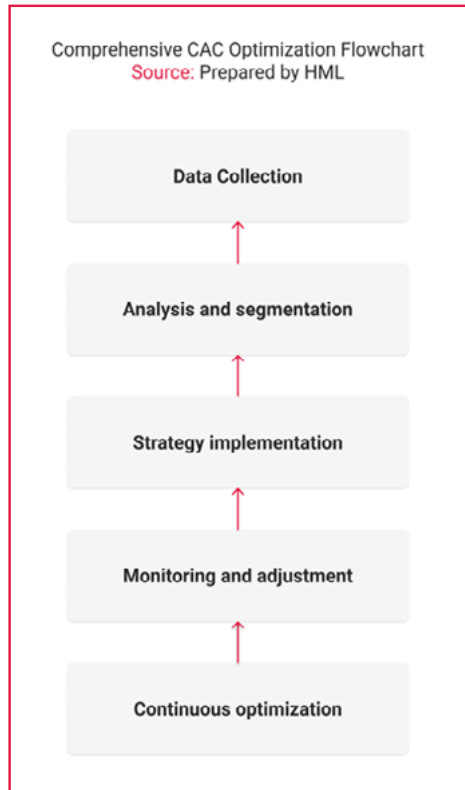 Comprehensive CAC Optimization Flowchart
Source: Prepared by HML
Data Collection
Analysis and segmentation
Strategy implementation
Monitoring and adjustment
Continuous optimization